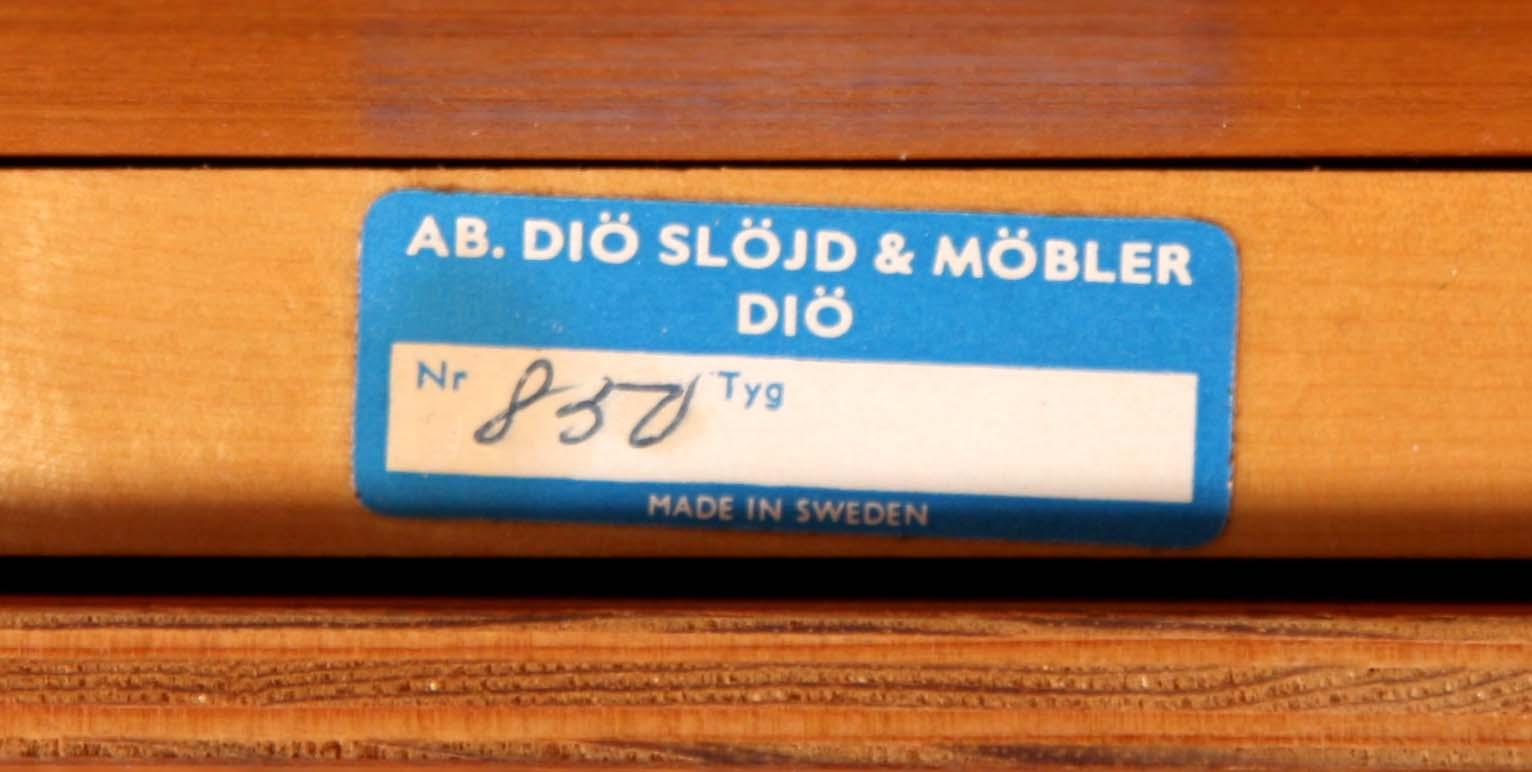 AB. DIÖ SLÖJD & MÖBLER
DIÖ
Nr 850 Tyg
MADE IN SWEDEN